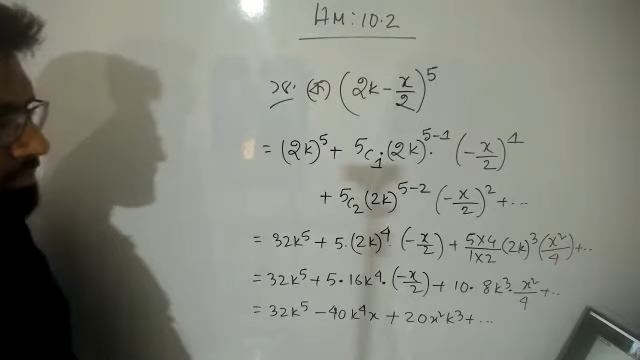 AM: 10.2
১৪. (ক) (2k - x/2)^5
= (2k)^5 + 5C1 (2k)^5-1 . (-x/2)^1
+ 5C2 (2k)^5-2 (-x/2)^2 + ...
= 32k^5 + 5.(2k)^4 . (-x/2) + 5×4/1×2 (2k)^3 (x^2/4) + ..
= 32k^5 + 5 · 16k^4 · (-x/2) + 10 · 8k^3 · x^2/4 + ..
= 32k^5 - 40k^4x + 20x^2k^3 + ...